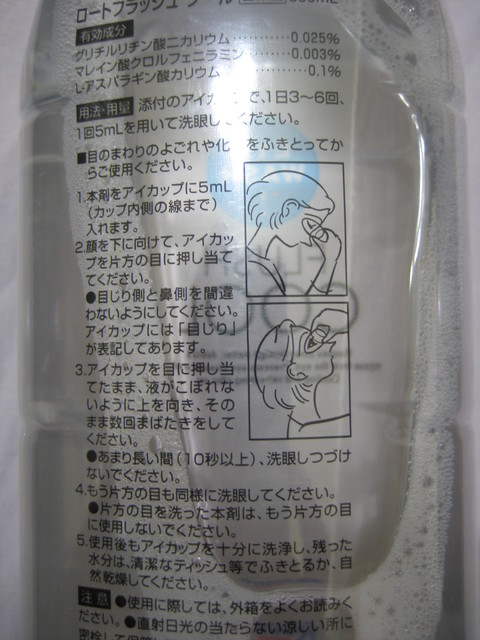 ロートフラッシュクール
有効成分
グリチルリチン酸二カリウム……………0.025%
マレイン酸クロルフェニラミン…………0.003%
L-アスパラギン酸カリウム………………0.1%
用法・用量 添付のアイカップで、1日3〜6回、
1回5mLを用いて洗眼してください。
■目のまわりのよごれや化 をふきとってか
らご使用ください。
1.本剤をアイカップに5mL
(カップ内側の線まで)
入れます。
2.顔を下に向けて、アイカッ
プを片方の目に押し当て
てください。
●目じり側と鼻側を間違
わないようにしてください。
アイカップには「目じり」
が表記してあります。
3.アイカップを目に押し当
てたまま、液がこぼれな
いように上を向き、その
まま数回まばたきをして
ください。
●あまり長い間(10秒以上)、洗眼しつづけ
ないでください。
4.もう片方の目も同様に洗眼してください。
●片方の目を洗った本剤は、もう片方の目
に使用しないでください。
5.使用後もアイカップを十分に洗浄し、残った
水分は、清潔なティッシュ等でふきとるか、自
然乾燥してください。
注意 ●使用に際しては、外箱をよくお読みく
ださい。●直射日光の当たらない涼しい所に
密栓して保管